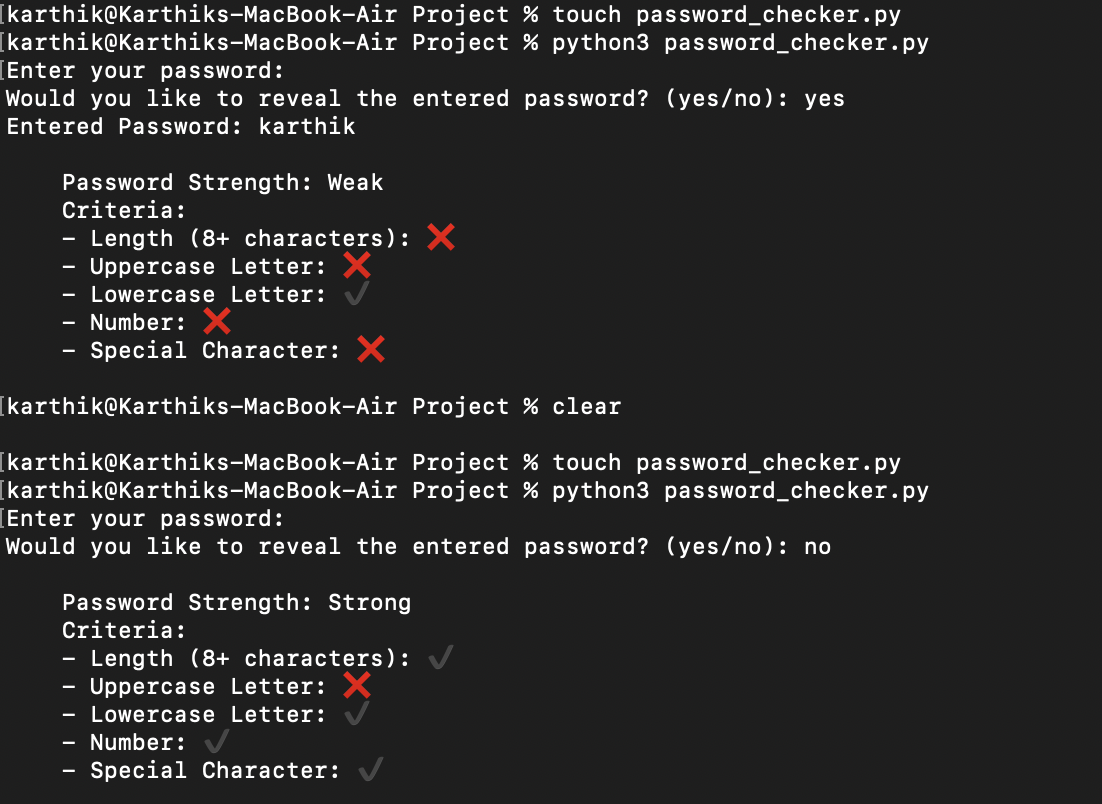 [karthik@Karthiks-MacBook-Air Project % touch password_checker.py
[karthik@Karthiks-MacBook-Air Project % python3 password_checker.py
[Enter your password:
Would you like to reveal the entered password? (yes/no): yes
Entered Password: karthik
Password Strength: Weak
Criteria:
- Length (8+ characters): ❌
- Uppercase Letter: ❌
- Lowercase Letter: ✔
- Number: ❌
- Special Character: ❌
[karthik@Karthiks-MacBook-Air Project % clear
[karthik@Karthiks-MacBook-Air Project % touch password_checker.py
[karthik@Karthiks-MacBook-Air Project % python3 password_checker.py
[Enter your password:
Would you like to reveal the entered password? (yes/no): no
Password Strength: Strong
Criteria:
- Length (8+ characters): ✔
- Uppercase Letter: ❌
- Lowercase Letter: ✔
- Number: ✔
- Special Character: ✔